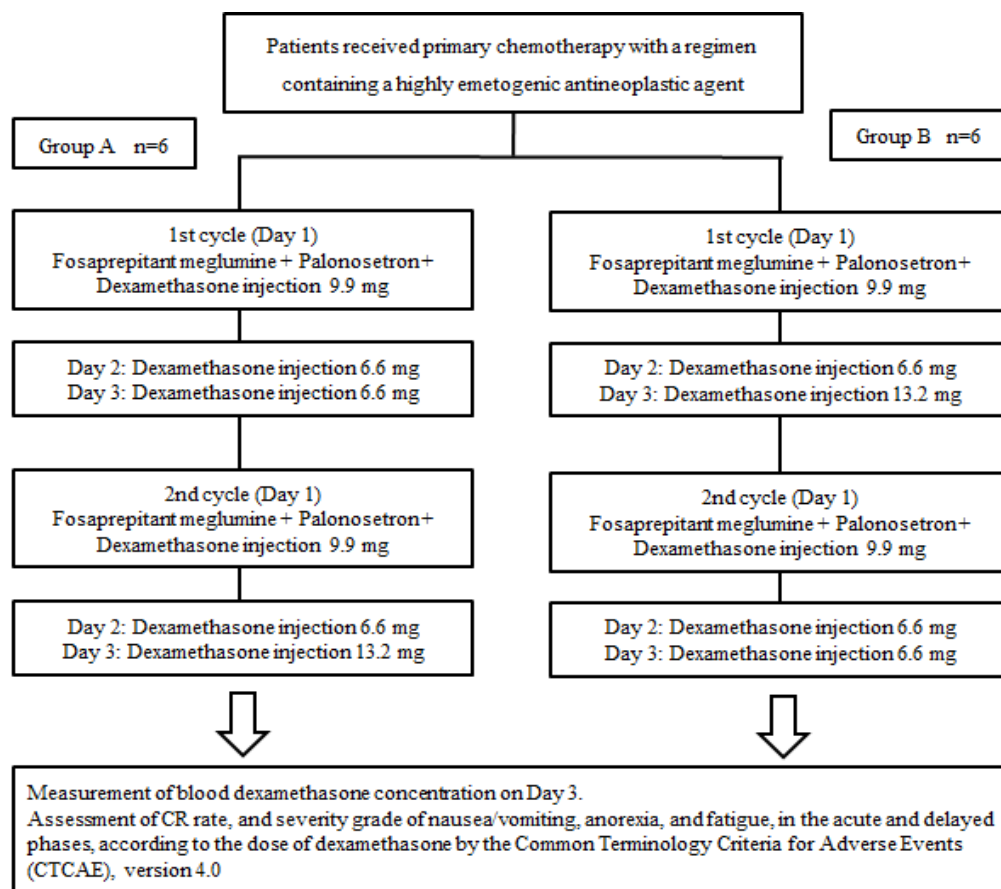 Patients received primary chemotherapy with a regimen
containing a highly emetogenic antineoplastic agent
Group A n=6
Group B n=6
1st cycle (Day 1)
Fosaprepitant meglumine + Palonosetron+
Dexamethasone injection 9.9 mg
1st cycle (Day 1)
Fosaprepitant meglumine + Palonosetron+
Dexamethasone injection 9.9 mg
Day 2: Dexamethasone injection 6.6 mg
Day 3: Dexamethasone injection 6.6 mg
Day 2: Dexamethasone injection 6.6 mg
Day 3: Dexamethasone injection 13.2 mg
2nd cycle (Day 1)
Fosaprepitant meglumine + Palonosetron+
Dexamethasone injection 9.9 mg
2nd cycle (Day 1)
Fosaprepitant meglumine + Palonosetron+
Dexamethasone injection 9.9 mg
Day 2: Dexamethasone injection 6.6 mg
Day 3: Dexamethasone injection 13.2 mg
Day 2: Dexamethasone injection 6.6 mg
Day 3: Dexamethasone injection 6.6 mg
Measurement of blood dexamethasone concentration on Day 3.
Assessment of CR rate, and severity grade of nausea/vomiting, anorexia, and fatigue, in the acute and delayed
phases, according to the dose of dexamethasone by the Common Terminology Criteria for Adverse Events
(CTCAE), version 4.0